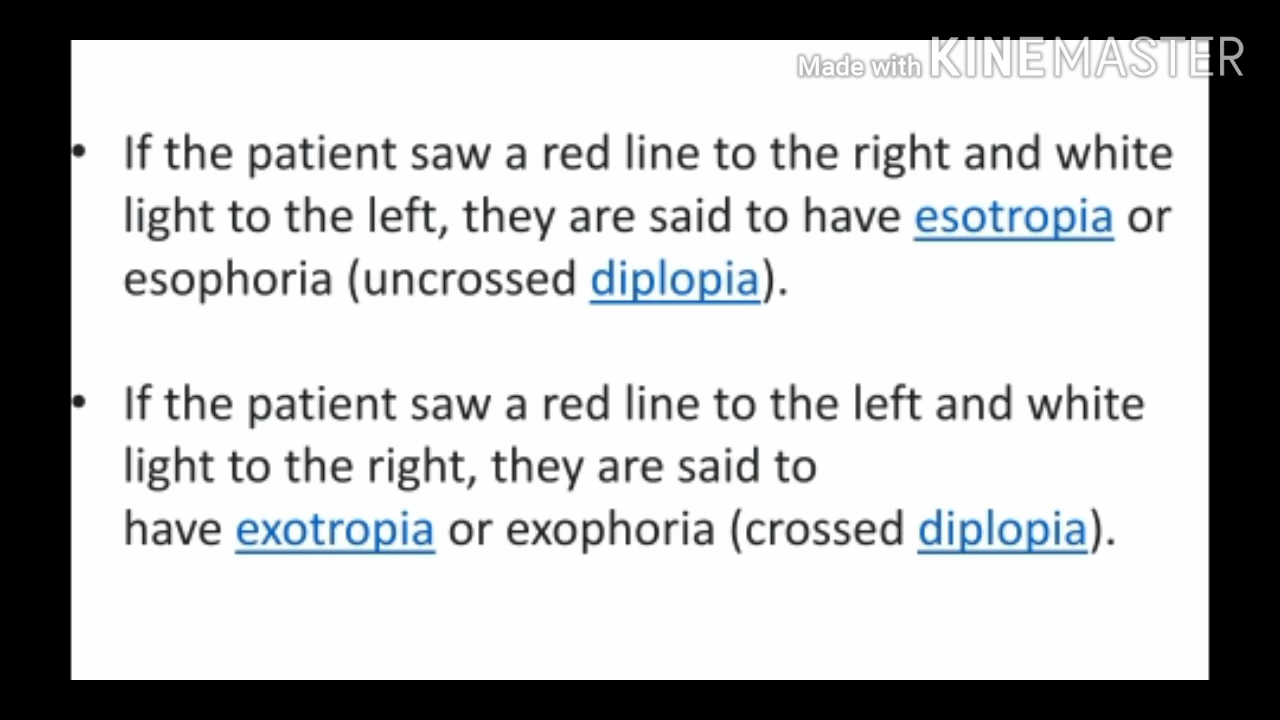 Made with KINEMASTER
• If the patient saw a red line to the right and white
light to the left, they are said to have esotropia or
esophoria (uncrossed diplopia).
• If the patient saw a red line to the left and white
light to the right, they are said to
have exotropia or exophoria (crossed diplopia).